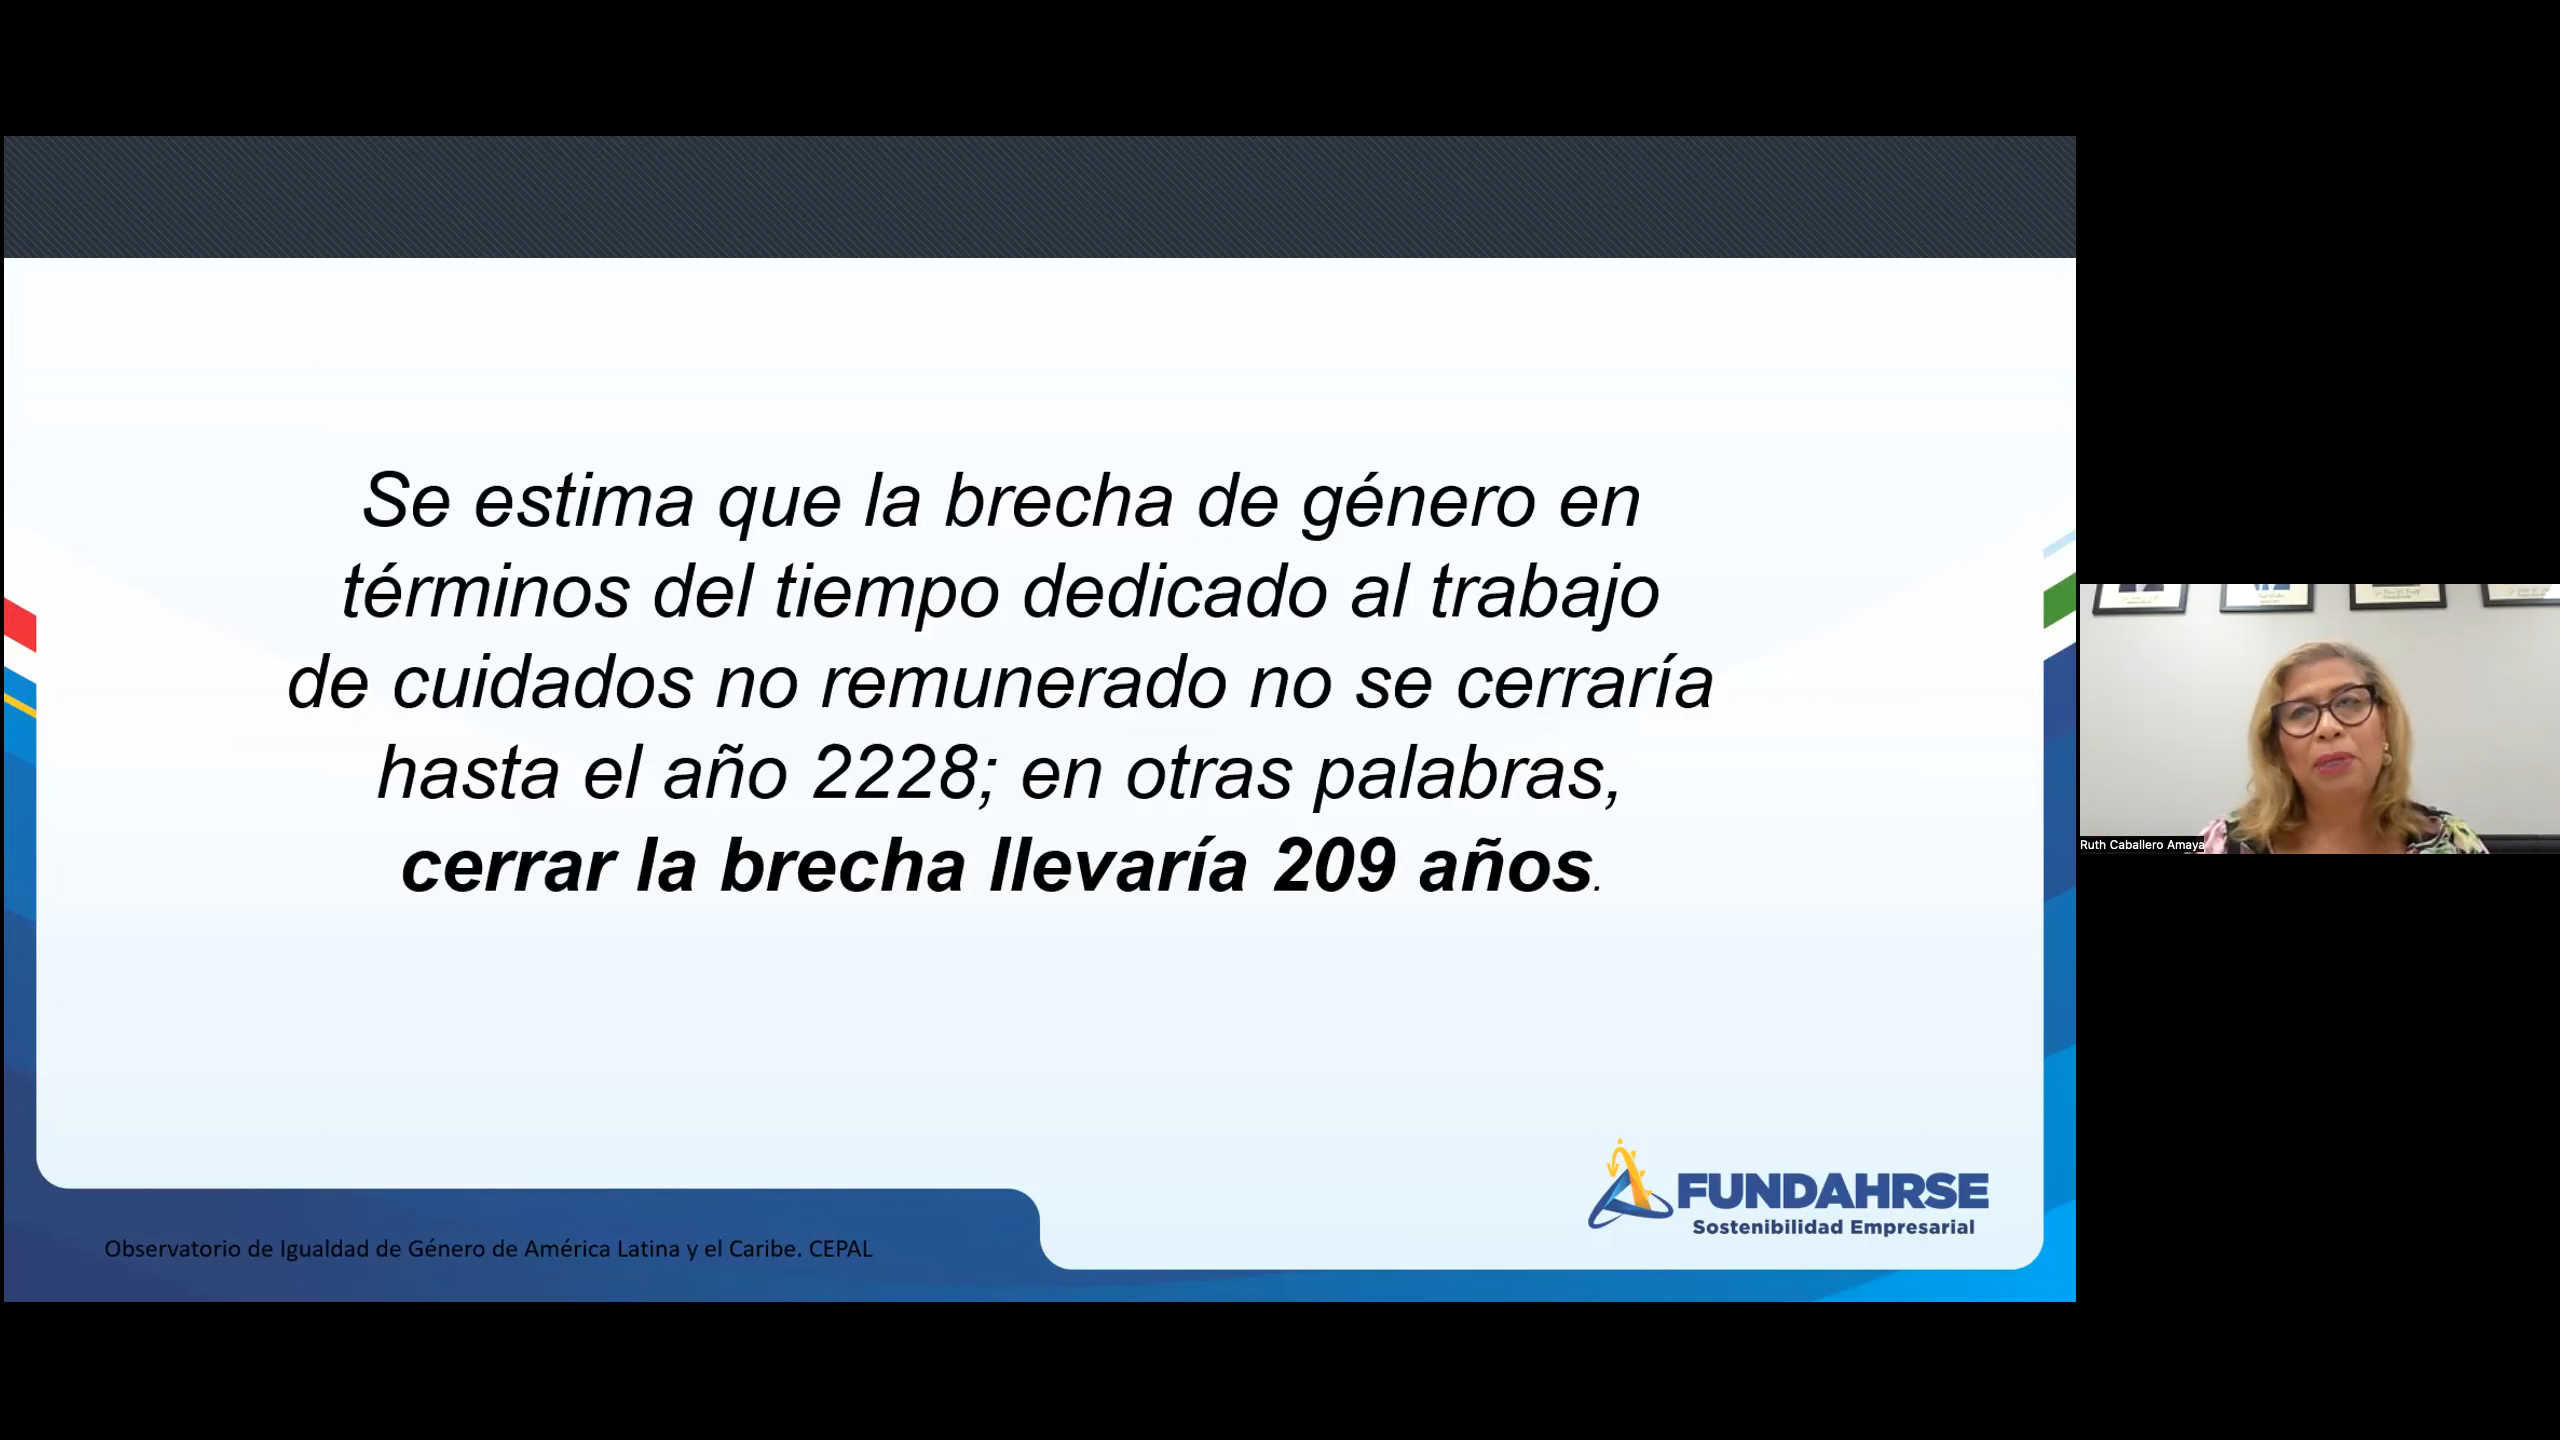 Se estima que la brecha de género en
términos del tiempo dedicado al trabajo
de cuidados no remunerado no se cerraría
hasta el año 2228; en otras palabras,
cerrar la brecha llevaría 209 años.
FUNDAHRSE
Sostenibilidad Empresarial
Observatorio de Igualdad de Género de América Latina y el Caribe. CEPAL
Ruth Caballero Amaya